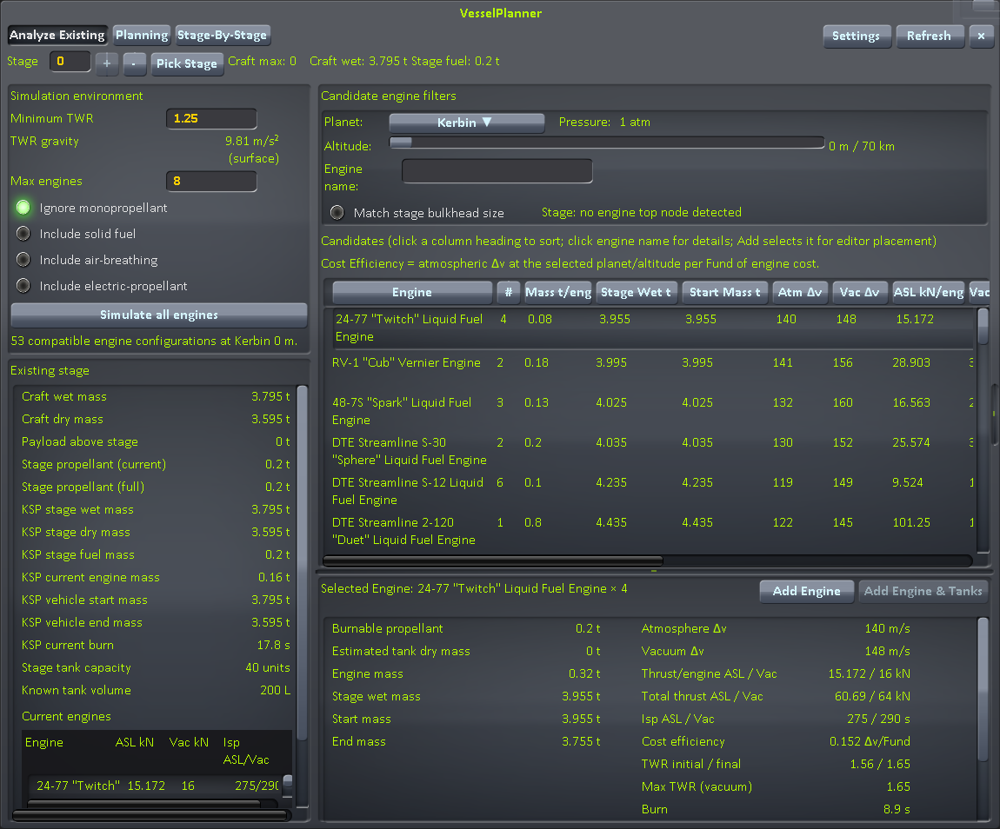 VesselPlanner
Analyze Existing Planning Stage-By-Stage Settings Refresh ×
Stage 0 + - Pick Stage Craft max: 0 Craft wet: 3.795 t Stage fuel: 0.2 t
Simulation environment
Minimum TWR 1.25
TWR gravity 9.81 m/s²
(surface)
Max engines 8
Ignore monopropellant
Include solid fuel
Include air-breathing
Include electric-propellant
Simulate all engines
53 compatible engine configurations at Kerbin 0 m.
Existing stage
Craft wet mass 3.795 t
Craft dry mass 3.595 t
Payload above stage 0 t
Stage propellant (current) 0.2 t
Stage propellant (full) 0.2 t
KSP stage wet mass 3.795 t
KSP stage dry mass 3.595 t
KSP stage fuel mass 0.2 t
KSP current engine mass 0.16 t
KSP vehicle start mass 3.795 t
KSP vehicle end mass 3.595 t
KSP current burn 17.8 s
Stage tank capacity 40 units
Known tank volume 200 L
Current engines
Engine ASL kN Vac kN Isp
ASL/Vac
24-77 "Twitch" 15.172 16 275/290
Candidate engine filters
Planet: Kerbin ▼ Pressure: 1 atm
Altitude: 0 m / 70 km
Engine
name:
Match stage bulkhead size Stage: no engine top node detected
Candidates (click a column heading to sort; click engine name for details; Add selects it for editor placement)
Cost Efficiency = atmospheric Δv at the selected planet/altitude per Fund of engine cost.
Engine # Mass t/eng Stage Wet t Start Mass t Atm Δv Vac Δv ASL kN/eng Vac
24-77 "Twitch" Liquid Fuel 4 0.08 3.955 3.955 140 148 15.172
Engine
RV-1 "Cub" Vernier Engine 2 0.18 3.995 3.995 141 156 28.903
48-7S "Spark" Liquid Fuel 3 0.13 4.025 4.025 132 160 16.563
Engine
DTE Streamline S-30 2 0.2 4.035 4.035 130 152 25.574
"Sphere" Liquid Fuel Engine
DTE Streamline S-12 Liquid 6 0.1 4.235 4.235 119 149 9.524
Fuel Engine
DTE Streamline 2-120 1 0.8 4.435 4.435 122 145 101.25
"Duet" Liquid Fuel Engine
Selected Engine: 24-77 "Twitch" Liquid Fuel Engine × 4 Add Engine Add Engine & Tanks
Burnable propellant 0.2 t Atmosphere Δv 140 m/s
Estimated tank dry mass 0 t Vacuum Δv 148 m/s
Engine mass 0.32 t Thrust/engine ASL / Vac 15.172 / 16 kN
Stage wet mass 3.955 t Total thrust ASL / Vac 60.69 / 64 kN
Start mass 3.955 t Isp ASL / Vac 275 / 290 s
End mass 3.755 t Cost efficiency 0.152 Δv/Fund
TWR initial / final 1.56 / 1.65
Max TWR (vacuum) 1.65
Burn 8.9 s